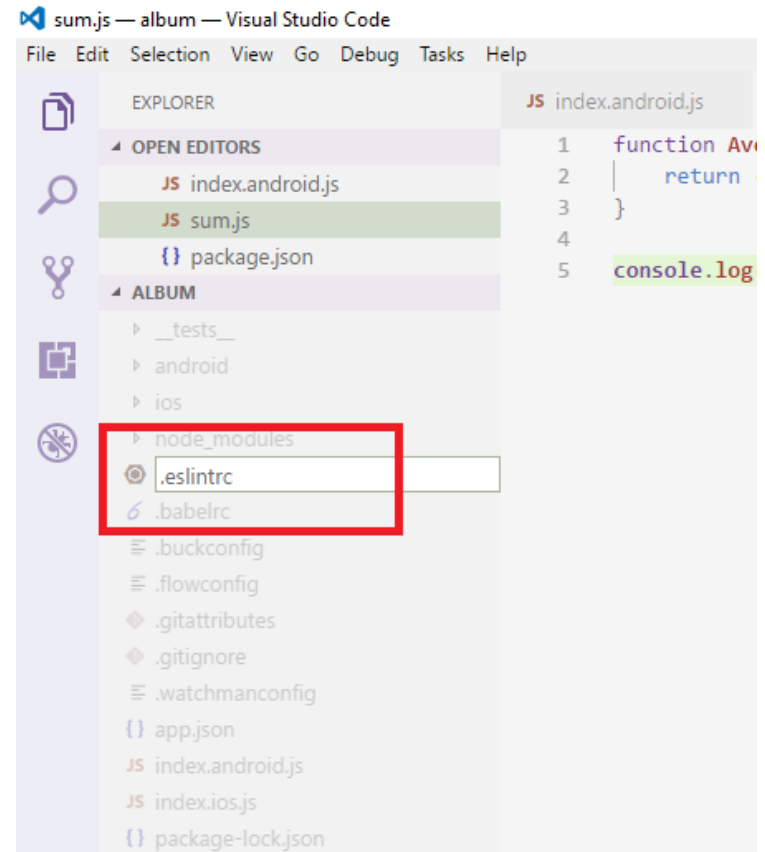 sum.js — album — Visual Studio Code
File Edit Selection View Go Debug Tasks Help
EXPLORER
OPEN EDITORS
JS index.android.js
JS sum.js
{} package.json
ALBUM
__tests__
android
ios
node_modules
.eslintrc
6 .babelrc
.buckconfig
.flowconfig
.gitattributes
.gitignore
.watchmanconfig
{} app.json
JS index.android.js
JS index.ios.js
{} package-lock.json
JS index.android.js
1 function Ave
2 return
3 }
4
5 console.log